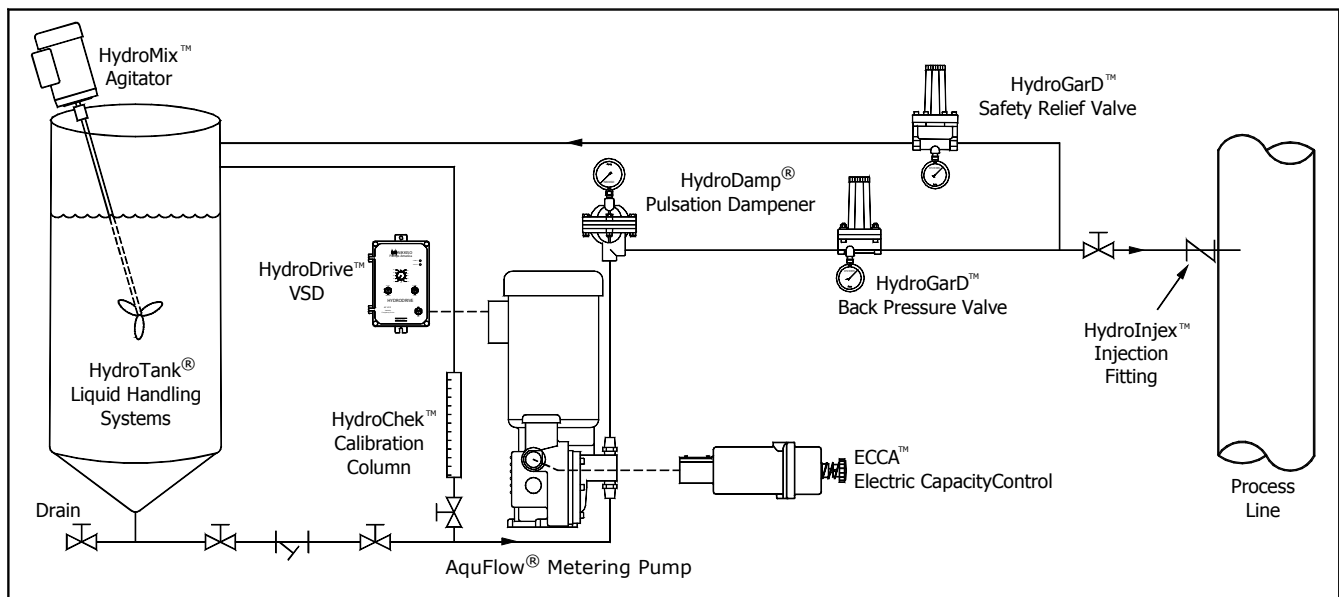 HydroMix™
Agitator
HydroGarD™
Safety Relief Valve
HydroDamp®
Pulsation Dampener
HydroDrive™
VSD
HYDRODRIVE
HydroGarD™
Back Pressure Valve
HydroInjex™
Injection
Fitting
HydroTank®
Liquid Handling
Systems
HydroChek™
Calibration
Column
ECCA™
Electric CapacityControl
Process
Line
Drain
AquFlow® Metering Pump